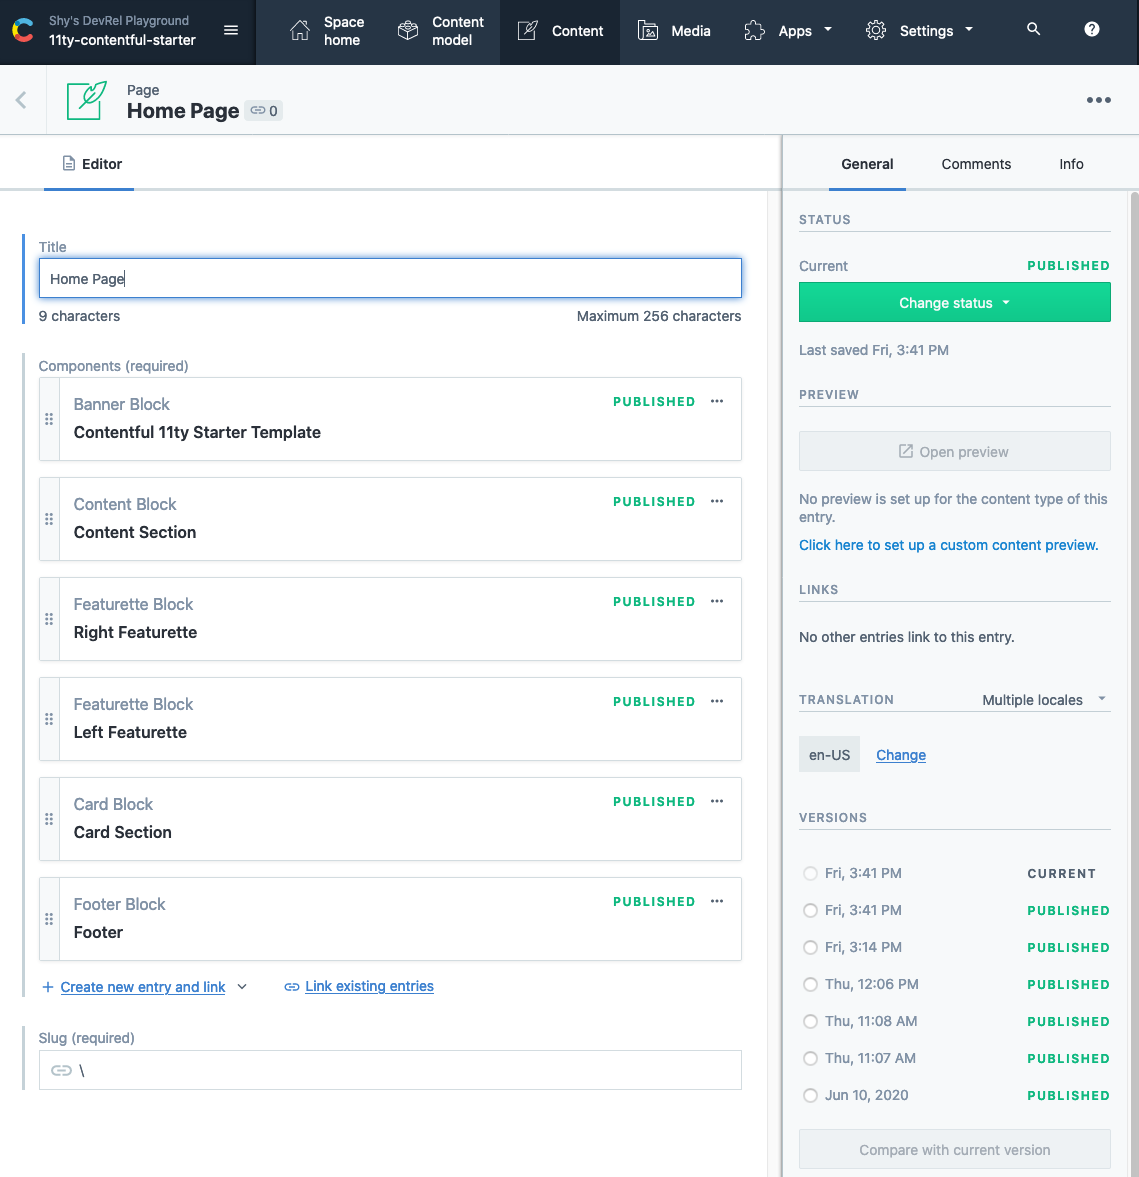 Shy's DevRel Playground
11ty-contentful-starter
Space home
Content model
Content
Media
Apps
Settings
Page
Home Page 0
Editor
General Comments Info
Title
Home Page
9 characters Maximum 256 characters
Components (required)
Banner Block PUBLISHED
Contentful 11ty Starter Template
Content Block PUBLISHED
Content Section
Featurette Block PUBLISHED
Right Featurette
Featurette Block PUBLISHED
Left Featurette
Card Block PUBLISHED
Card Section
Footer Block PUBLISHED
Footer
+ Create new entry and link
Link existing entries
Slug (required)
\
STATUS
Current PUBLISHED
Change status
Last saved Fri, 3:41 PM
PREVIEW
Open preview
No preview is set up for the content type of this
entry.
Click here to set up a custom content preview.
LINKS
No other entries link to this entry.
TRANSLATION Multiple locales
en-US Change
VERSIONS
Fri, 3:41 PM CURRENT
Fri, 3:41 PM PUBLISHED
Fri, 3:14 PM PUBLISHED
Thu, 12:06 PM PUBLISHED
Thu, 11:08 AM PUBLISHED
Thu, 11:07 AM PUBLISHED
Jun 10, 2020 PUBLISHED
Compare with current version